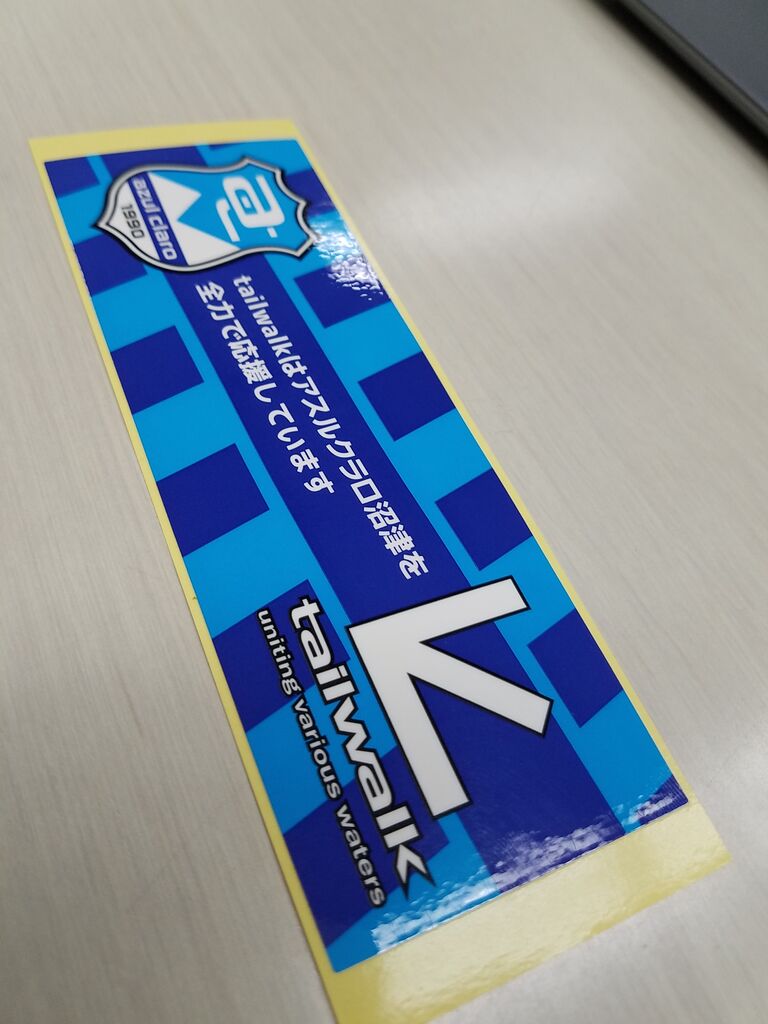 a
azul claro
1990
tailwalkはアスルクラロ沼津を
全力で応援しています
tailwalk
uniting various waters